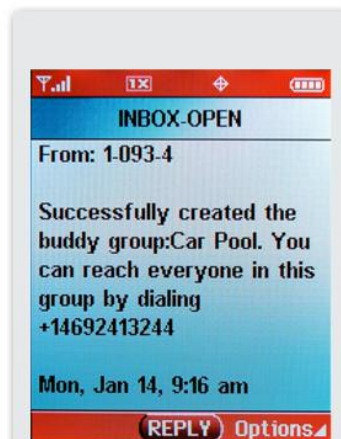 1X
INBOX-OPEN
From: 1-093-4
Successfully created the
buddy group:Car Pool. You
can reach everyone in this
group by dialing
+14692413244
Mon, Jan 14, 9:16 am
REPLY Options